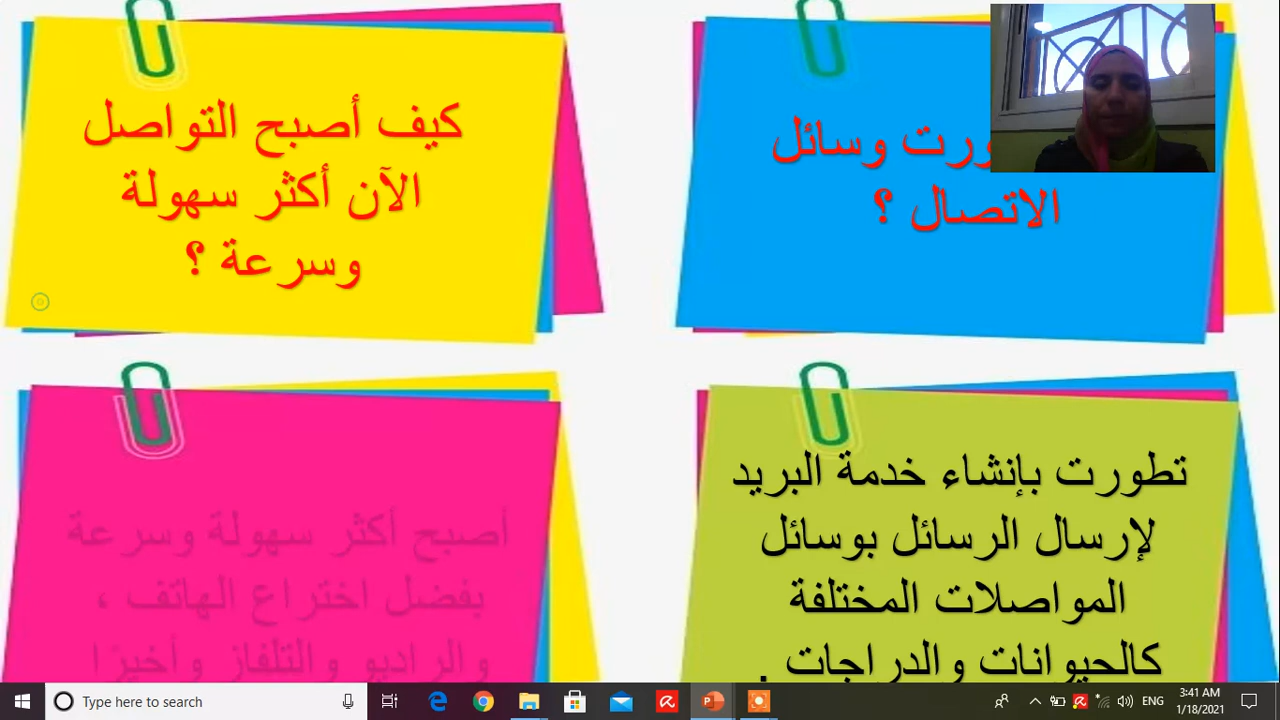 ورت وسائل
الاتصال ؟
كيف أصبح التواصل
الآن أكثر سهولة
وسرعة ؟
تطورت بإنشاء خدمة البريد
لإرسال الرسائل بوسائل
المواصلات المختلفة
كالحيوانات والدراجات .
أصبح أكثر سهولة وسرعة
بفضل اختراع الهاتف ،
والراديو والتلفاز وأخيرًا
Type here to search
ENG
3:41 AM
1/18/2021